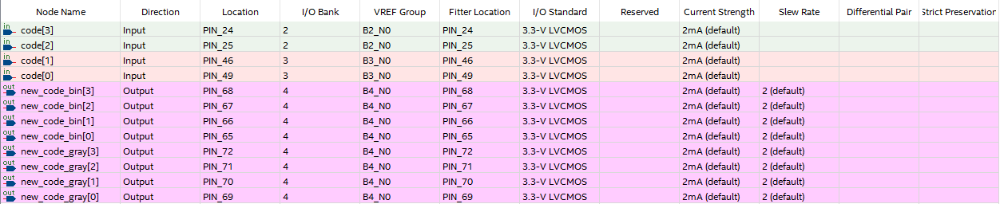 Node Name Direction Location I/O Bank VREF Group Fitter Location I/O Standard Reserved Current Strength Slew Rate Differential Pair Strict Preservation
in code[3] Input PIN_24 2 B2_N0 PIN_24 3.3-V LVCMOS 2mA (default)
in code[2] Input PIN_25 2 B2_N0 PIN_25 3.3-V LVCMOS 2mA (default)
in code[1] Input PIN_46 3 B3_N0 PIN_46 3.3-V LVCMOS 2mA (default)
in code[0] Input PIN_49 3 B3_N0 PIN_49 3.3-V LVCMOS 2mA (default)
out new_code_bin[3] Output PIN_68 4 B4_N0 PIN_68 3.3-V LVCMOS 2mA (default) 2 (default)
out new_code_bin[2] Output PIN_67 4 B4_N0 PIN_67 3.3-V LVCMOS 2mA (default) 2 (default)
out new_code_bin[1] Output PIN_66 4 B4_N0 PIN_66 3.3-V LVCMOS 2mA (default) 2 (default)
out new_code_bin[0] Output PIN_65 4 B4_N0 PIN_65 3.3-V LVCMOS 2mA (default) 2 (default)
out new_code_gray[3] Output PIN_72 4 B4_N0 PIN_72 3.3-V LVCMOS 2mA (default) 2 (default)
out new_code_gray[2] Output PIN_71 4 B4_N0 PIN_71 3.3-V LVCMOS 2mA (default) 2 (default)
out new_code_gray[1] Output PIN_70 4 B4_N0 PIN_70 3.3-V LVCMOS 2mA (default) 2 (default)
out new_code_gray[0] Output PIN_69 4 B4_N0 PIN_69 3.3-V LVCMOS 2mA (default) 2 (default)